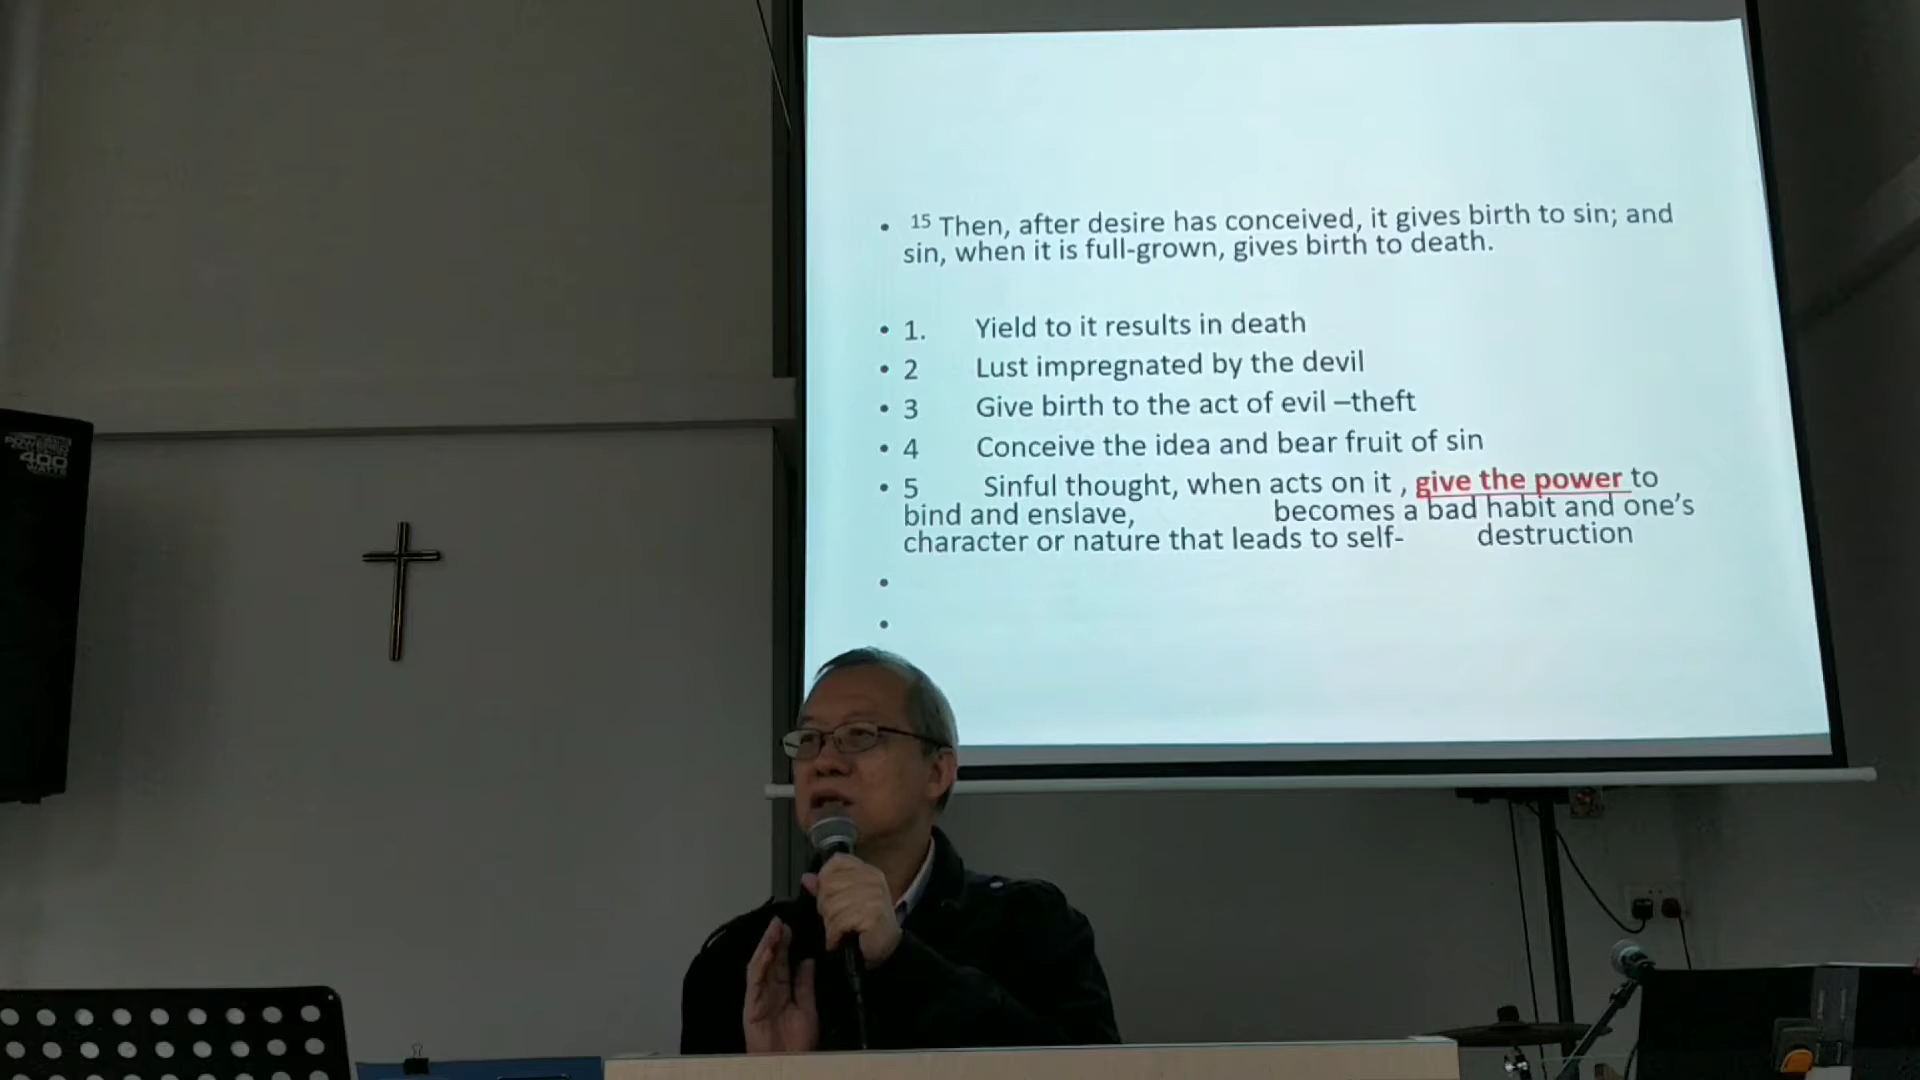 POWERED
400
WATTS
• 15 Then, after desire has conceived, it gives birth to sin; and
sin, when it is full-grown, gives birth to death.
• 1. Yield to it results in death
• 2 Lust impregnated by the devil
• 3 Give birth to the act of evil –theft
• 4 Conceive the idea and bear fruit of sin
• 5 Sinful thought, when acts on it , give the power to
bind and enslave, becomes a bad habit and one's
character or nature that leads to self- destruction
•
•